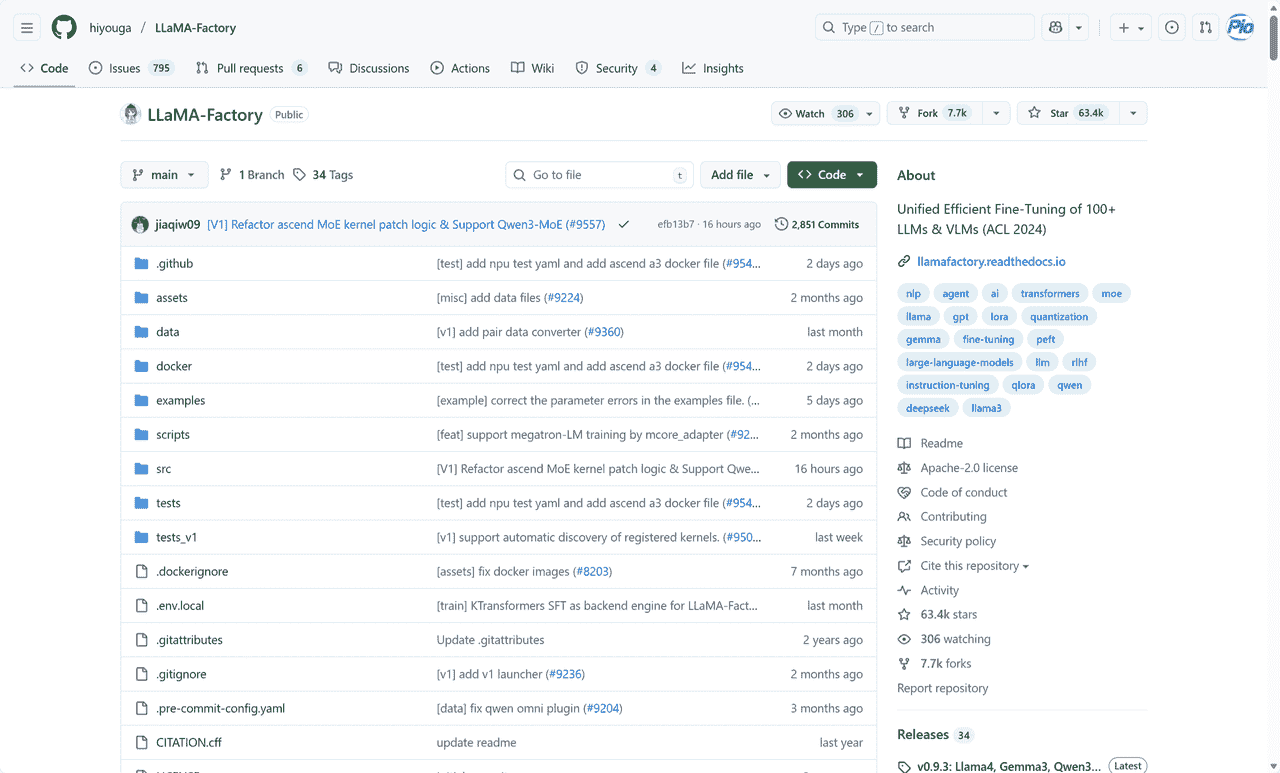 hiyouga / LLaMA-Factory
Type / to search
Pio
Code
Issues 795
Pull requests 6
Discussions
Actions
Wiki
Security 4
Insights
LLaMA-Factory Public
Watch 306
Fork 7.7k
Star 63.4k
main
1 Branch
34 Tags
Go to file t
Add file
Code
jiaqiw09 [V1] Refactor ascend MoE kernel patch logic & Support Qwen3-MoE (#9557) efb13b7 · 16 hours ago 2,851 Commits
.github [test] add npu test yaml and add ascend a3 docker file (#954... 2 days ago
assets [misc] add data files (#9224) 2 months ago
data [v1] add pair data converter (#9360) last month
docker [test] add npu test yaml and add ascend a3 docker file (#954... 2 days ago
examples [example] correct the parameter errors in the examples file. (... 5 days ago
scripts [feat] support megatron-LM training by mcore_adapter (#92... 2 months ago
src [V1] Refactor ascend MoE kernel patch logic & Support Qwe... 16 hours ago
tests [test] add npu test yaml and add ascend a3 docker file (#954... 2 days ago
tests_v1 [v1] support automatic discovery of registered kernels. (#950... last week
.dockerignore [assets] fix docker images (#8203) 7 months ago
.env.local [train] KTransformers SFT as backend engine for LLaMA-Fact... last month
.gitattributes Update .gitattributes 2 years ago
.gitignore [v1] add v1 launcher (#9236) 2 months ago
.pre-commit-config.yaml [data] fix qwen omni plugin (#9204) 3 months ago
CITATION.cff update readme last year
About
Unified Efficient Fine-Tuning of 100+
LLMs & VLMs (ACL 2024)
llamafactory.readthedocs.io
nlp agent ai transformers moe
llama gpt lora quantization
gemma fine-tuning peft
large-language-models llm rlhf
instruction-tuning qlora qwen
deepseek llama3
Readme
Apache-2.0 license
Code of conduct
Contributing
Security policy
Cite this repository
Activity
63.4k stars
306 watching
7.7k forks
Report repository
Releases 34
v0.9.3: Llama4, Gemma3, Qwen3... Latest